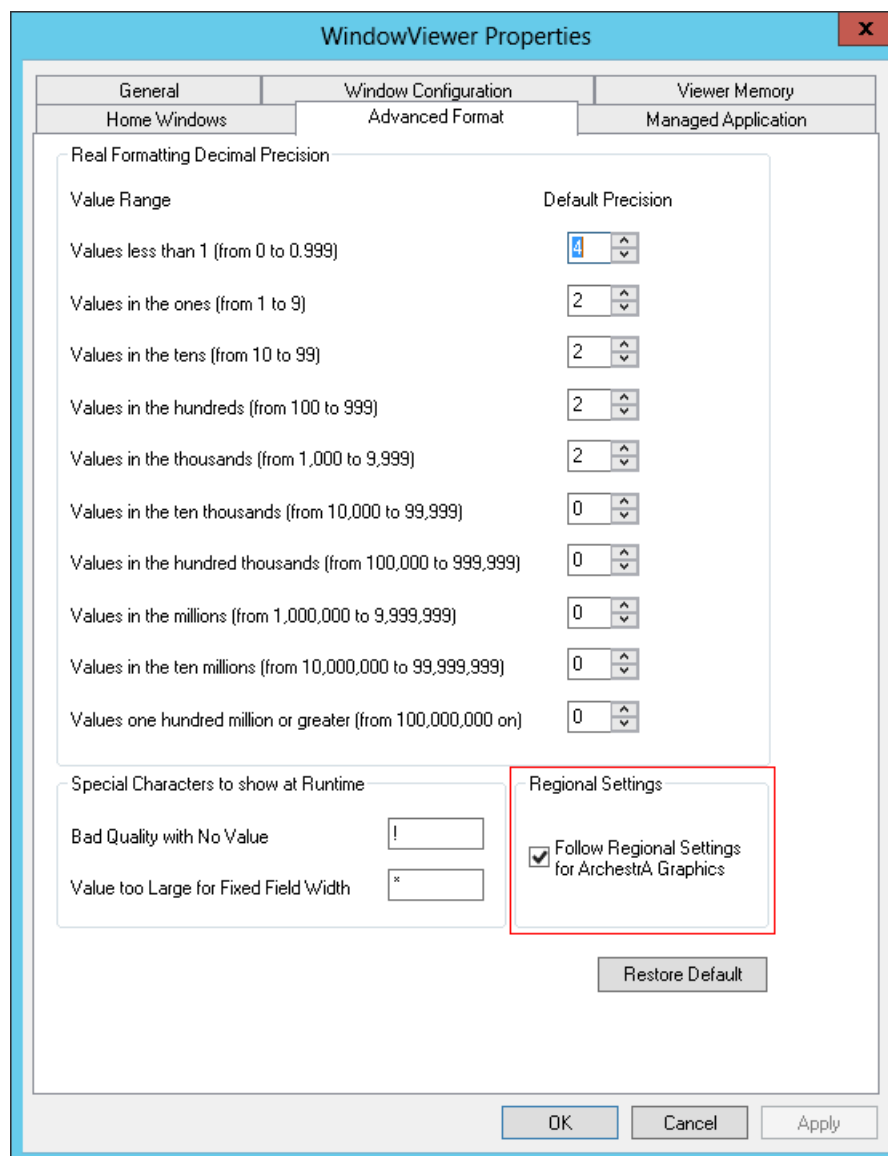 WindowViewer Properties
x
General
Window Configuration
Viewer Memory
Home Windows
Advanced Format
Managed Application
Real Formatting Decimal Precision
Value Range
Default Precision
Values less than 1 (from 0 to 0.999)
4
Values in the ones (from 1 to 9)
2
Values in the tens (from 10 to 99)
2
Values in the hundreds (from 100 to 999)
2
Values in the thousands (from 1,000 to 9,999)
2
Values in the ten thousands (from 10,000 to 99,999)
0
Values in the hundred thousands (from 100,000 to 999,999)
0
Values in the millions (from 1,000,000 to 9,999,999)
0
Values in the ten millions (from 10,000,000 to 99,999,999)
0
Values one hundred million or greater (from 100,000,000 on)
0
Special Characters to show at Runtime
Bad Quality with No Value
!
Value too Large for Fixed Field Width
*
Regional Settings
Follow Regional Settings
for ArchestrA Graphics
Restore Default
OK
Cancel
Apply